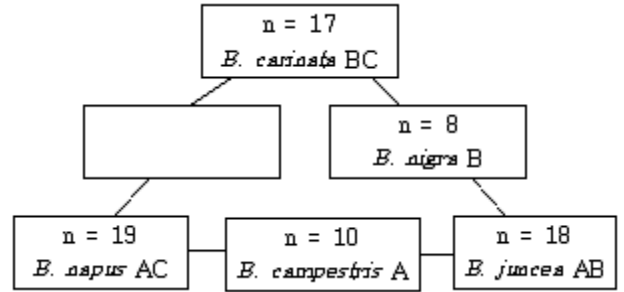 n = 17
B. carinata BC
n = 8
B. nigra B
n = 19
B. napus AC
n = 10
B. campestris A
n = 18
B. juncea AB